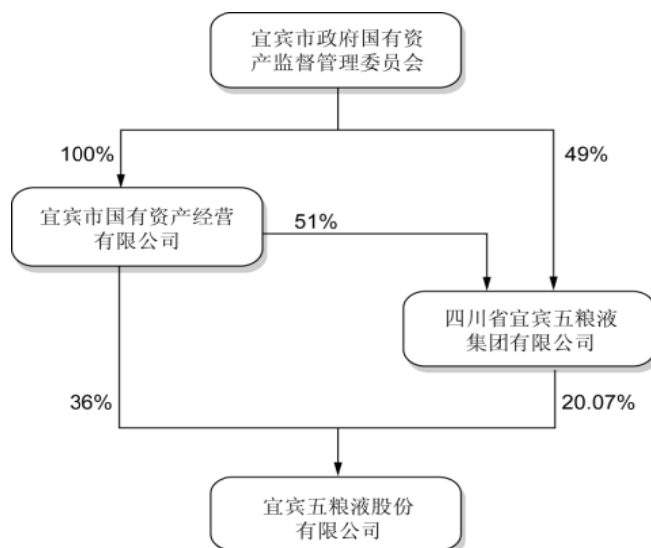 宜宾市政府国有资
产监督管理委员会
100%
49%
宜宾市国有资产经营
有限公司
51%
四川省宜宾五粮液
集团有限公司
36%
20.07%
宜宾五粮液股份
有限公司